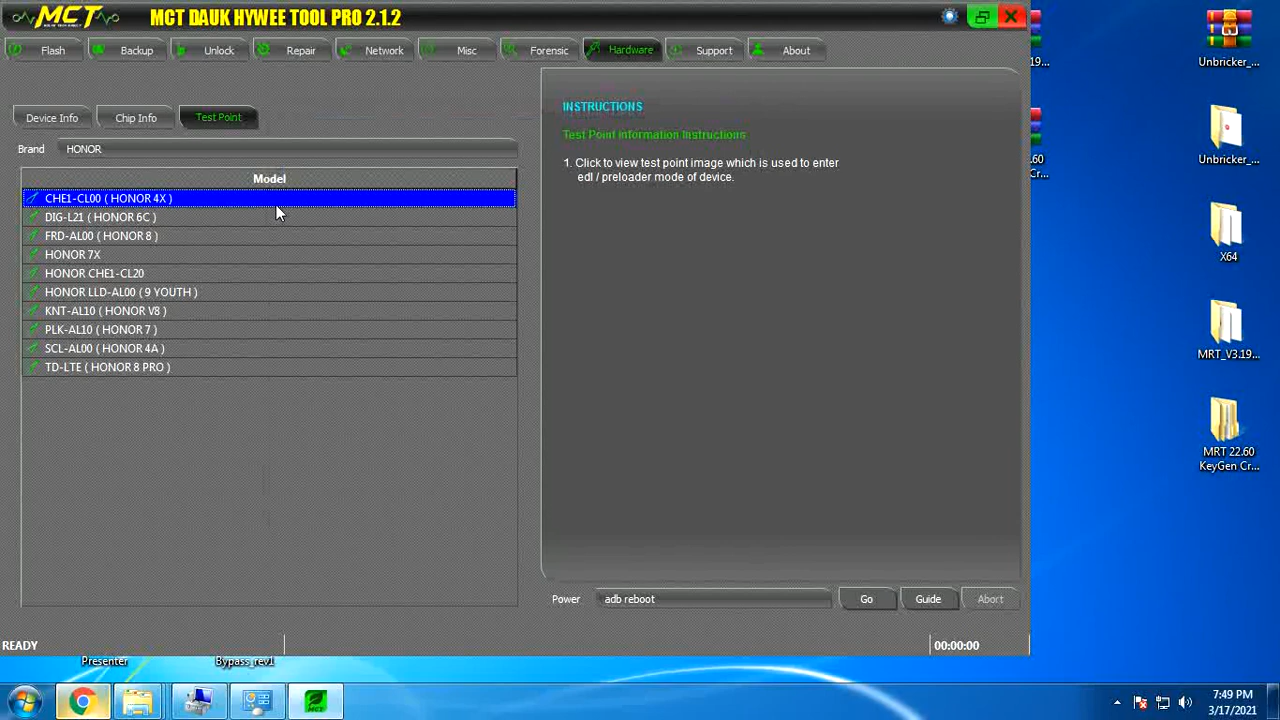 MCT
MCT DAUK HYWEE TOOL PRO 2.1.2
Flash
Backup
Unlock
Repair
Network
Misc
Forensic
Hardware
Support
About
Device Info
Chip Info
Test Point
Brand
HONOR
Model
CHE1-CL00 ( HONOR 4X )
DIG-L21 ( HONOR 6C )
FRD-AL00 ( HONOR 8 )
HONOR 7X
HONOR CHE1-CL20
HONOR LLD-AL00 ( 9 YOUTH )
KNT-AL10 ( HONOR V8 )
PLK-AL10 ( HONOR 7 )
SCL-AL00 ( HONOR 4A )
TD-LTE ( HONOR 8 PRO )
INSTRUCTIONS
Test Point Information Instructions
1. Click to view test point image which is used to enter
edl / preloader mode of device.
Power
adb reboot
Go
Guide
Abort
READY
00:00:00
19...
60
Cr...
Unbricker_...
Unbricker_...
X64
MRT_V3.19...
MRT 22.60
KeyGen Cr...
Presenter
Bypass_rev1
MCT
7:49 PM
3/17/2021